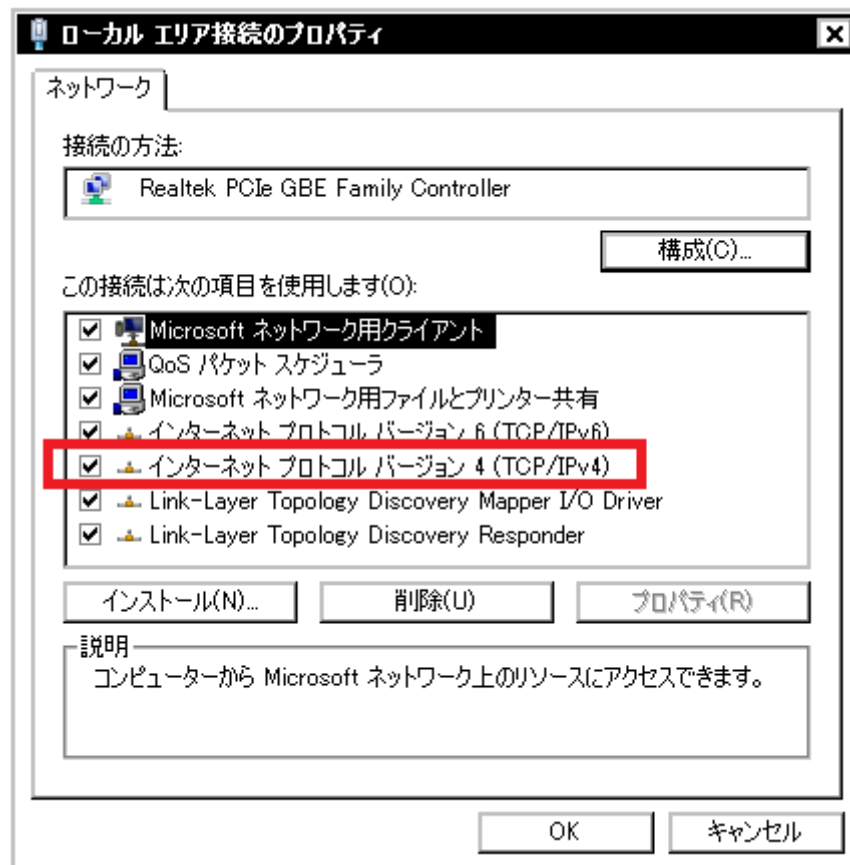 ローカル エリア接続のプロパティ
ネットワーク
接続の方法:
Realtek PCIe GBE Family Controller
構成(C)...
この接続は次の項目を使用します(O):
Microsoft ネットワーク用クライアント
QoS パケット スケジューラ
Microsoft ネットワーク用ファイルとプリンター共有
インターネット プロトコル バージョン 6 (TCP/IPv6)
インターネット プロトコル バージョン 4 (TCP/IPv4)
Link-Layer Topology Discovery Mapper I/O Driver
Link-Layer Topology Discovery Responder
インストール(N)...
削除(U)
プロパティ(R)
説明
コンピューターから Microsoft ネットワーク上のリソースにアクセスできます。
OK
キャンセル